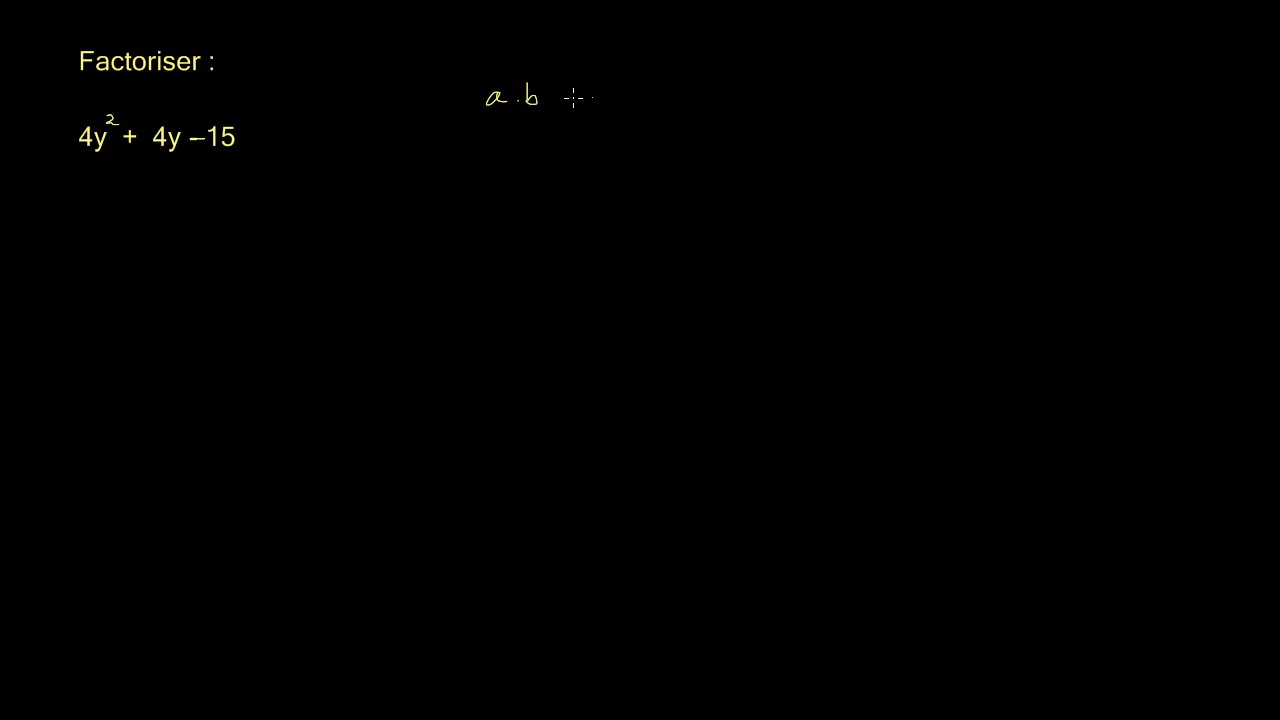 Factoriser :
a . b
4y² + 4y –15